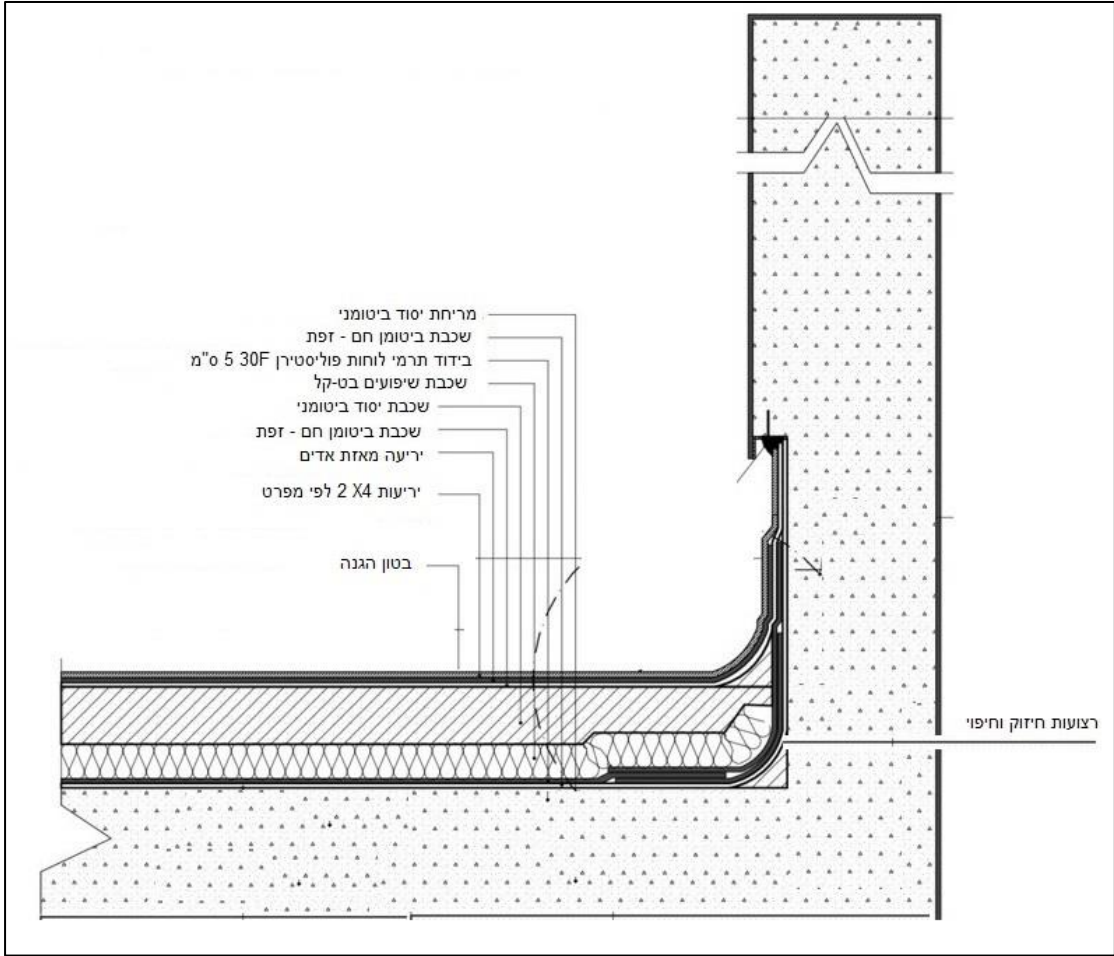 מריחת יסוד ביטומני
שכבת ביטומן חם - זפת
בידוד תרמי לוחות פוליסטירן 30F 5 ס"מ
שכבת שיפועים בט-קל
שכבת יסוד ביטומני
שכבת ביטומן חם - זפת
יריעה מאזת אדים
יריעות 2 X4 לפי מפרט
בטון הגנה
רצועות חיזוק וחיפוי